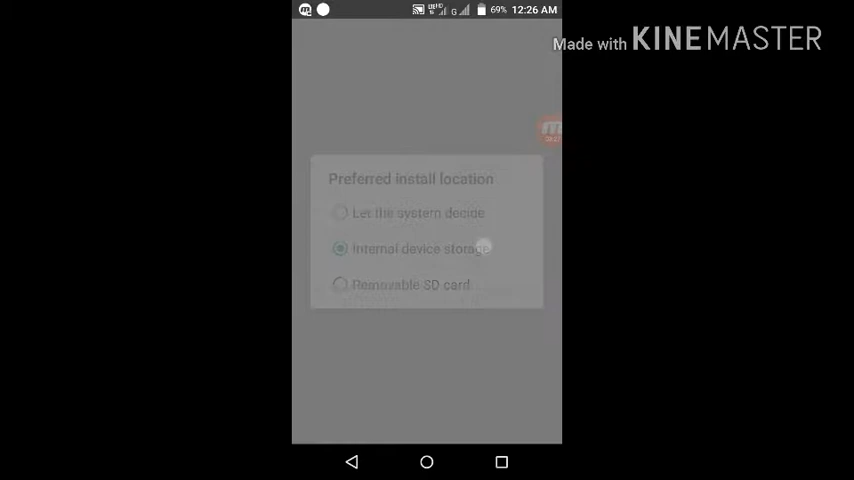 69% 12:26 AM
Made with KINEMASTER
Preferred install location
Let the system decide
Internal device storage
Removable SD card